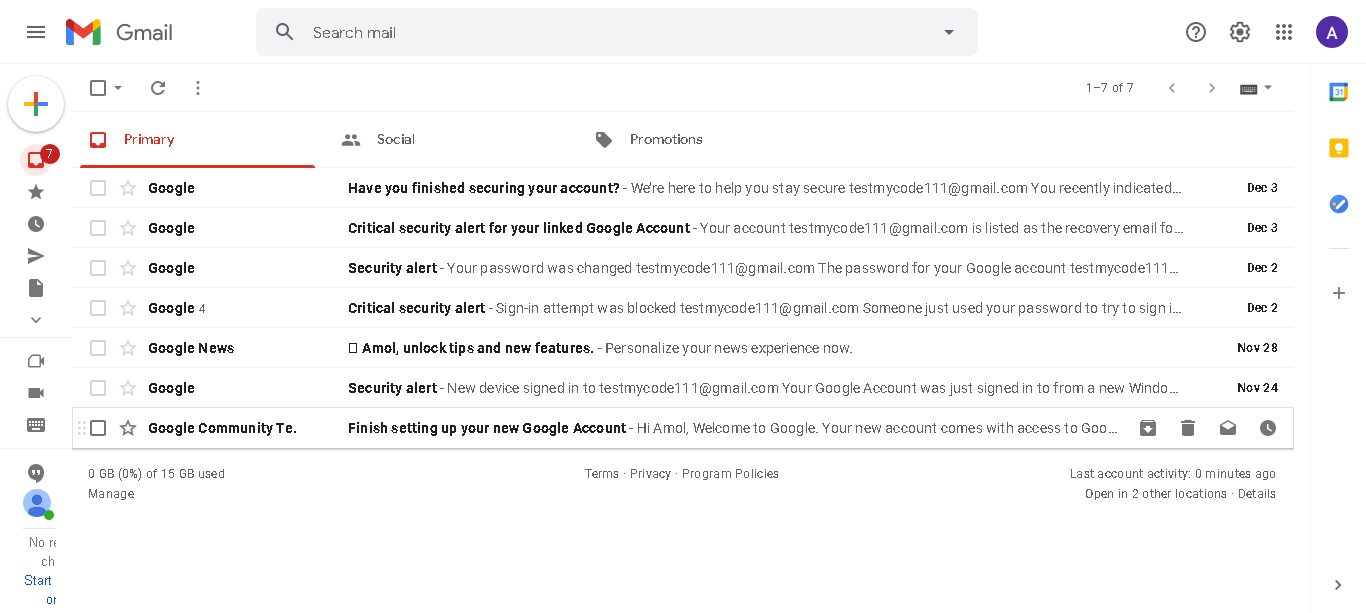 Gmail
Search mail
A
1–7 of 7
31
Primary
Social
Promotions
7
Google Have you finished securing your account? - We're here to help you stay secure testmycode111@gmail.com You recently indicated… Dec 3
Google Critical security alert for your linked Google Account - Your account testmycode111@gmail.com is listed as the recovery email fo… Dec 3
Google Security alert - Your password was changed testmycode111@gmail.com The password for your Google account testmycode111… Dec 2
Google 4 Critical security alert - Sign-in attempt was blocked testmycode111@gmail.com Someone just used your password to try to sign i… Dec 2
Google News Amol, unlock tips and new features. - Personalize your news experience now. Nov 28
Google Security alert - New device signed in to testmycode111@gmail.com Your Google Account was just signed in to from a new Windo… Nov 24
Google Community Te. Finish setting up your new Google Account - Hi Amol, Welcome to Google. Your new account comes with access to Goo…
0 GB (0%) of 15 GB used
Manage
Terms · Privacy · Program Policies
Last account activity: 0 minutes ago
Open in 2 other locations · Details
No re
ch
Start
or